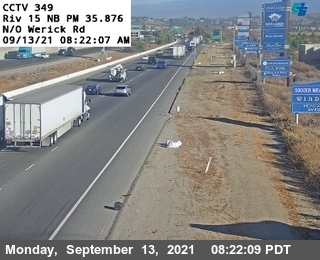 CCTV 349
Riv 15 NB PM 35.876
N/O Werick Rd
09/13/21 08:22:07 AM
SOCCER
Monday, September 13, 2021 08:22:09 PDT